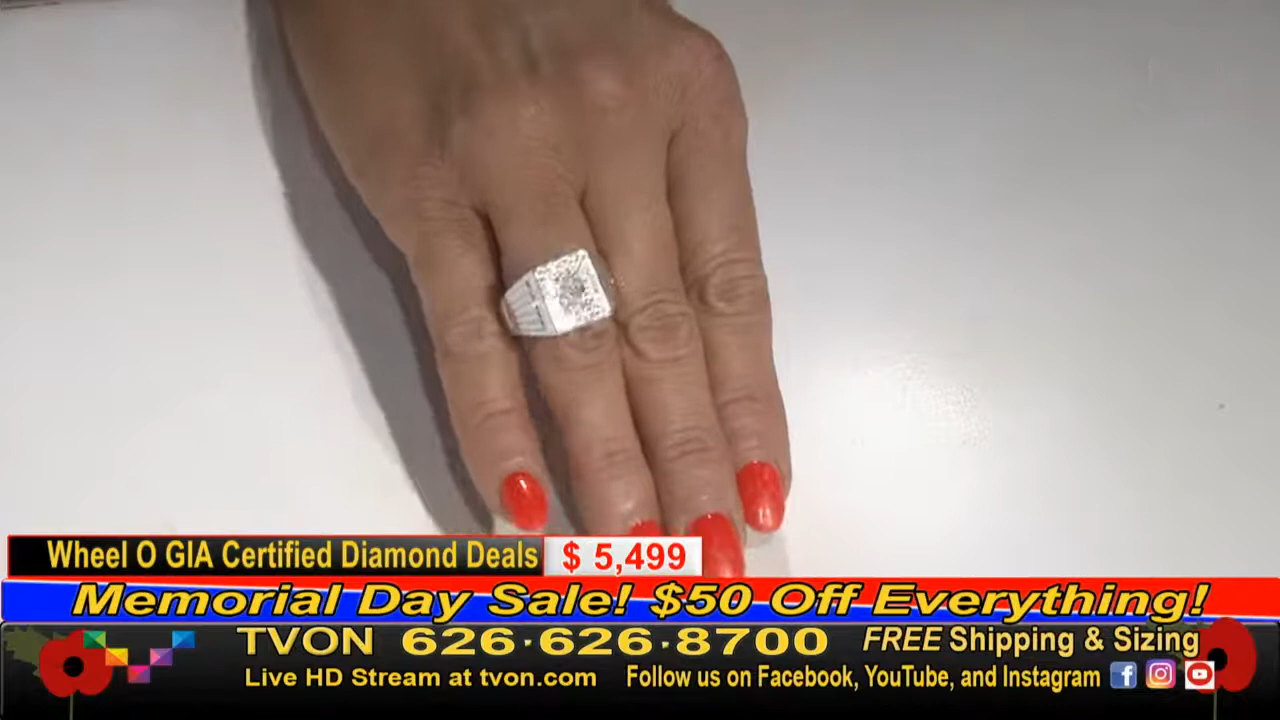 Wheel O GIA Certified Diamond Deals $ 5,499
Memorial Day Sale! $50 Off Everything!
TVON 626·626·8700 FREE Shipping & Sizing
Live HD Stream at tvon.com Follow us on Facebook, YouTube, and Instagram